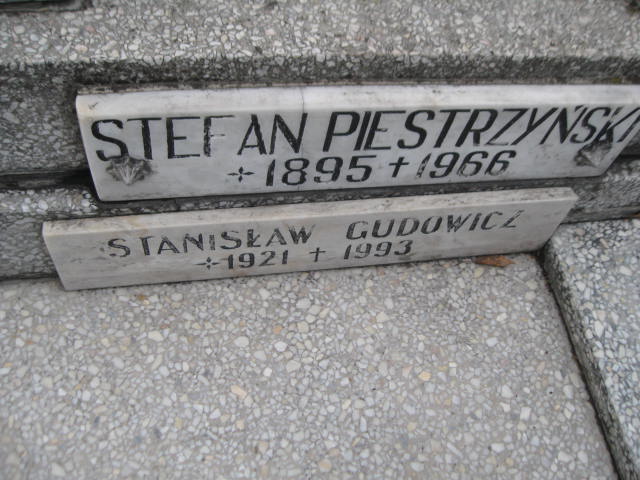 STEFAN PIESTRZYŃSKI
* 1895 + 1966
STANISŁAW GUDOWICZ
* 1921 + 1993